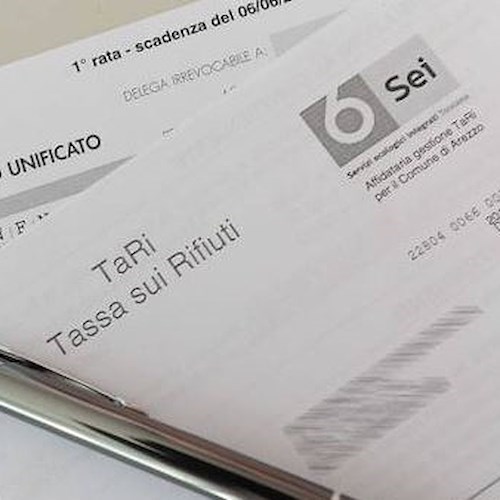 1° rata - scadenza del 06/06/
DELEGA IRREVOCABILE A:
UNIFICATO
6 Sei
Servizi ecologici integrati Toscana
Affidataria gestione TaRi
per il Comune di Arezzo
22804 0066
TaRi
Tassa sui Rifiuti